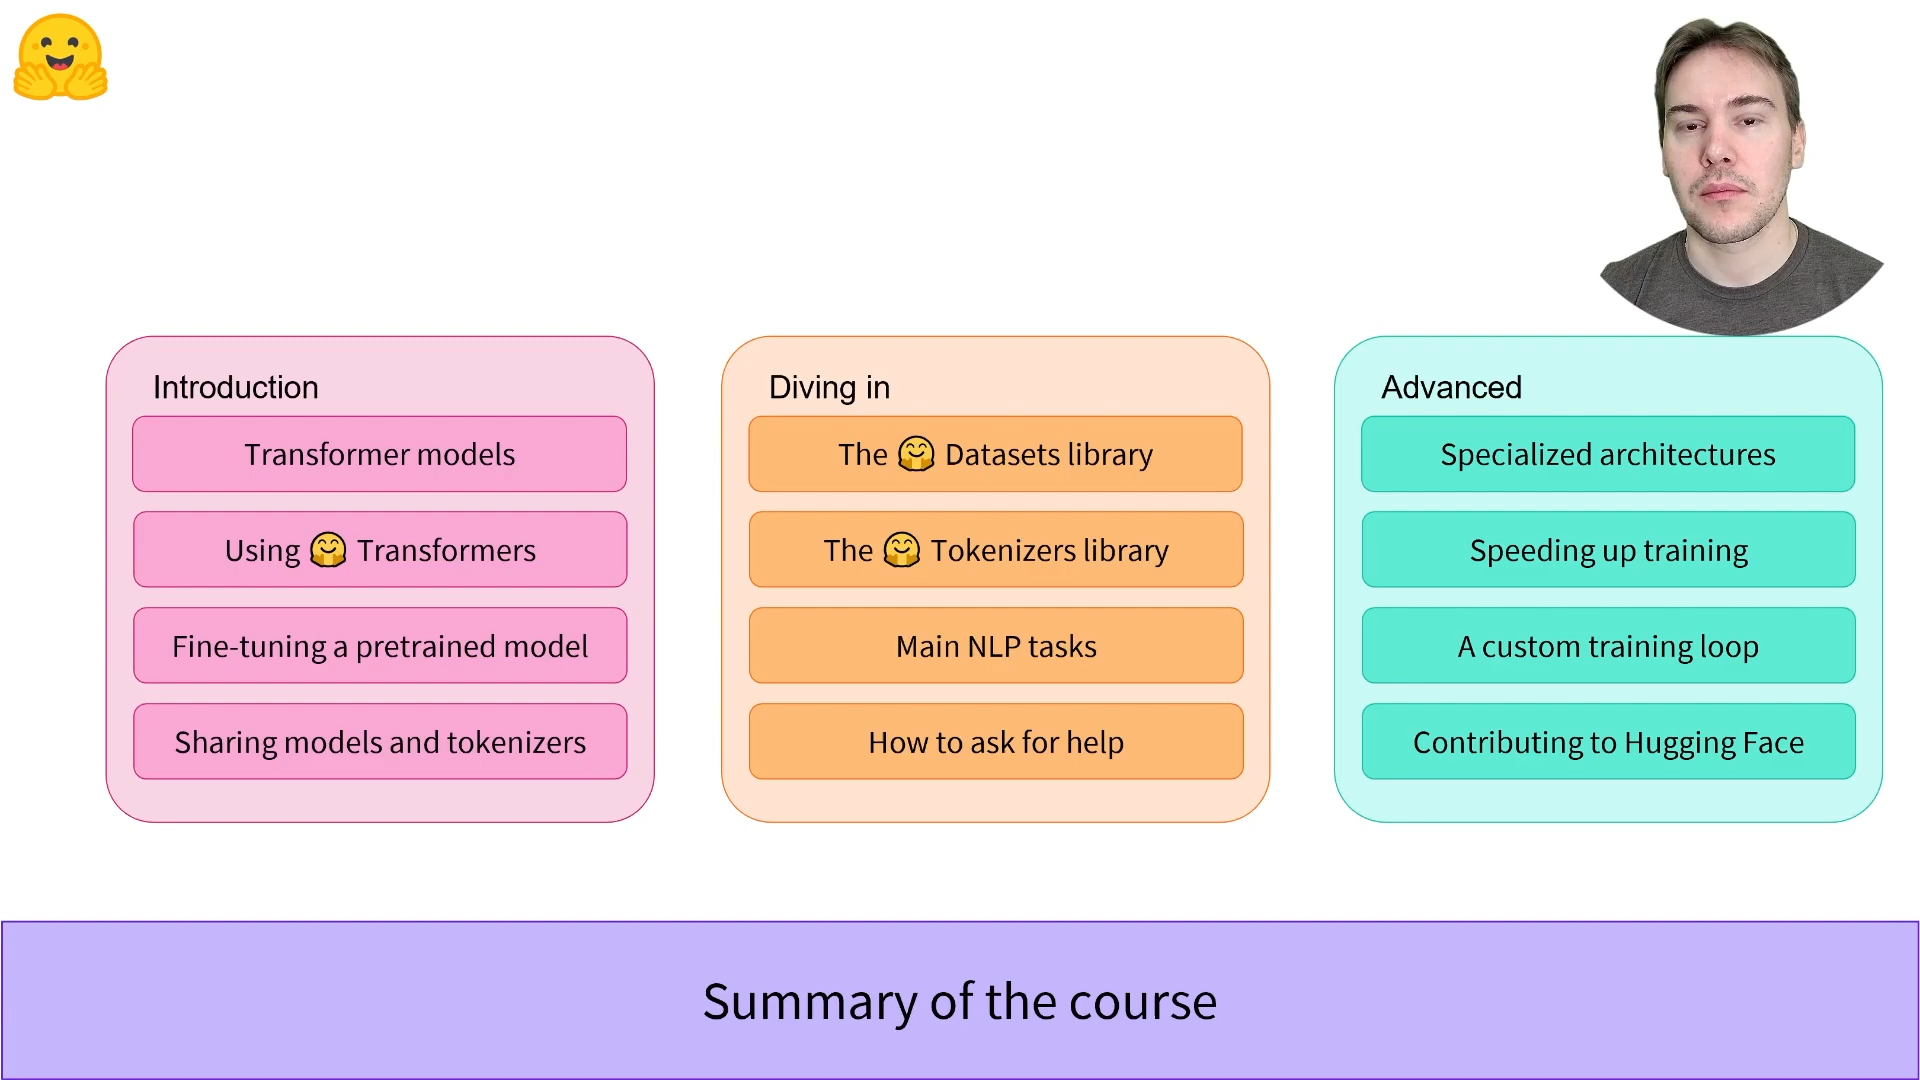 Introduction
Transformer models
Using 🤗 Transformers
Fine-tuning a pretrained model
Sharing models and tokenizers
Diving in
The 🤗 Datasets library
The 🤗 Tokenizers library
Main NLP tasks
How to ask for help
Advanced
Specialized architectures
Speeding up training
A custom training loop
Contributing to Hugging Face
Summary of the course